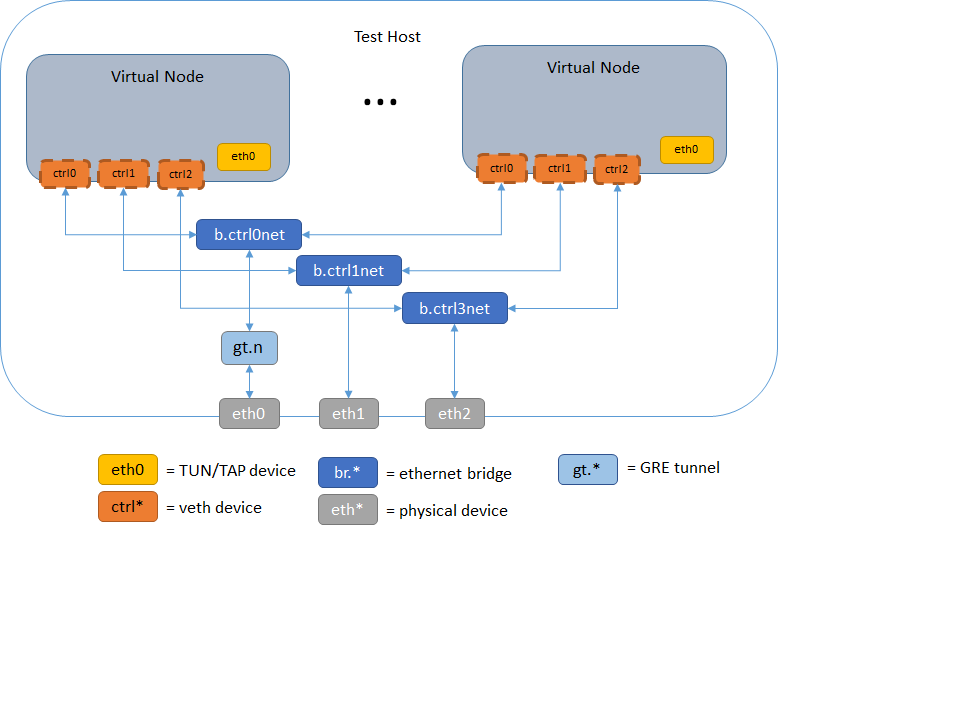 Test Host
Virtual Node
Virtual Node
...
eth0
eth0
ctrl0
ctrl1
ctrl2
ctrl0
ctrl1
ctrl2
b.ctrl0net
b.ctrl1net
b.ctrl3net
gt.n
eth0
eth1
eth2
eth0 = TUN/TAP device
br.* = ethernet bridge
gt.* = GRE tunnel
ctrl* = veth device
eth* = physical device